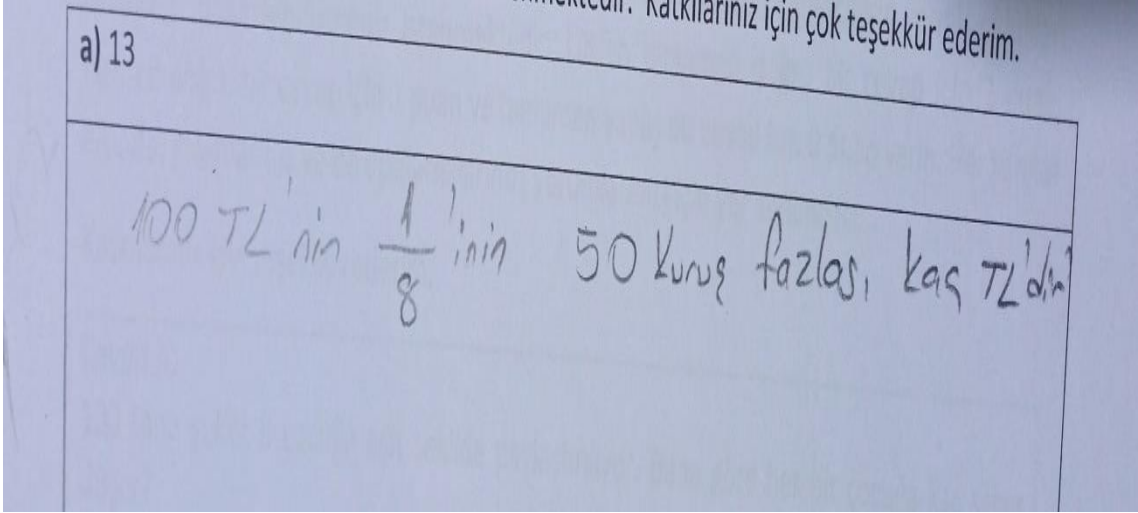 Katkılarınız için çok teşekkür ederim.
a) 13
100 TL'nin 1/8'inin 50 Kuruş fazlası kaç TL'dir